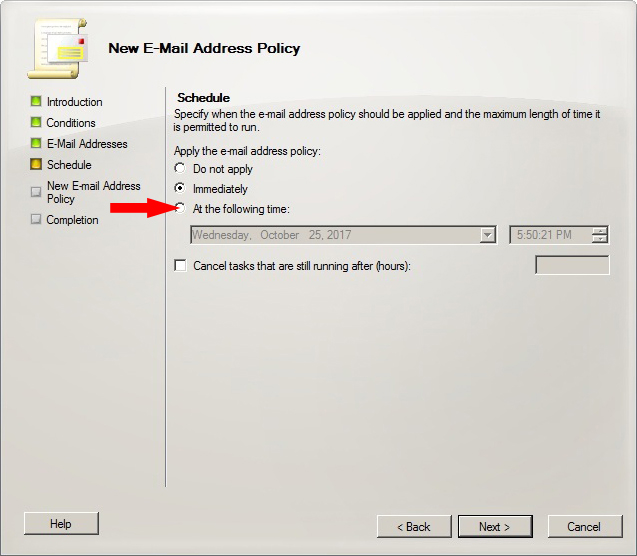 New E-Mail Address Policy
Introduction
Conditions
E-Mail Addresses
Schedule
New E-mail Address
Policy
Completion
Schedule
Specify when the e-mail address policy should be applied and the maximum length of time it
is permitted to run.
Apply the e-mail address policy:
Do not apply
Immediately
At the following time:
Wednesday, October 25, 2017
5:50:21 PM
Cancel tasks that are still running after (hours):
Help
< Back
Next >
Cancel